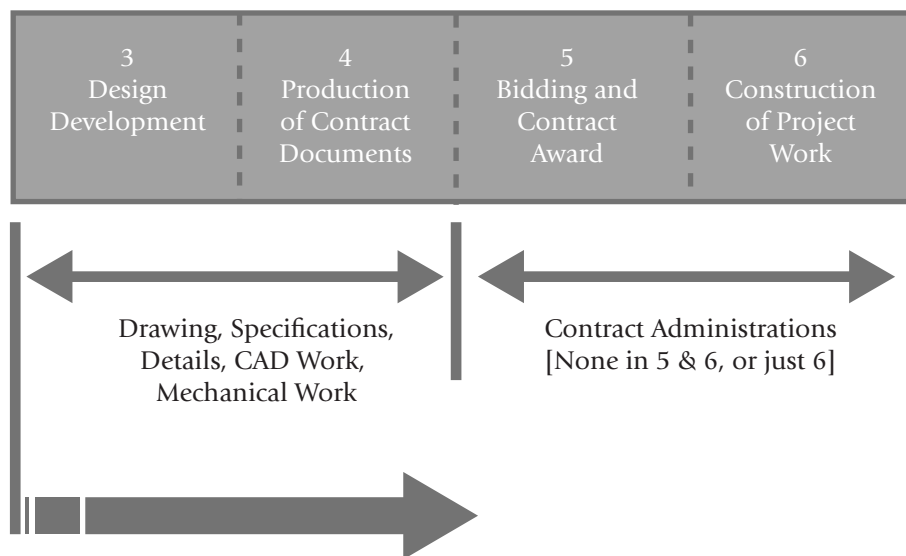 3
Design
Development
4
Production
of Contract
Documents
5
Bidding and
Contract
Award
6
Construction
of Project
Work
Drawing, Specifications,
Details, CAD Work,
Mechanical Work
Contract Administrations
[None in 5 & 6, or just 6]